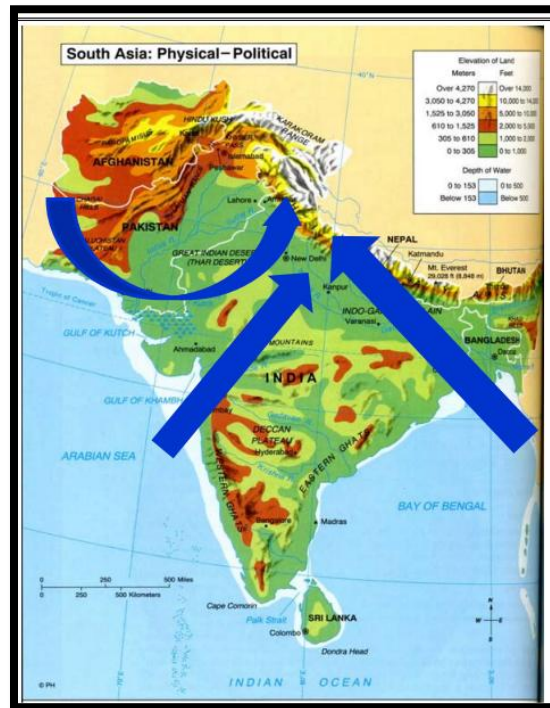 South Asia: Physical–Political
Elevation of Land
Meters Feet
Over 4,270 Over 14,000
3,050 to 4,270 10,000 to 14,000
1,525 to 3,050 5,000 to 10,000
610 to 1,525 2,000 to 5,000
305 to 610 1,000 to 2,000
0 to 305 0 to 1,000
Depth of Water
0 to 153 0 to 500
Below 153 Below 500
HINDU KUSH
KARAKORAM
RANGE
AFGHANISTAN
Islamabad
Peshawar
Lahore
PAKISTAN
HILLS
GREAT INDIAN DESERT
(THAR DESERT)
New Delhi
NEPAL
Katmandu
Mt. Everest
29,028 ft (8,848 m)
BHUTAN
Tropic of Cancer
Kanpur
Varanasi
BANGLADESH
GULF OF KUTCH
Ahmadabad
MOUNTAINS
INDIA
GULF OF KHAMBH
DECCAN
PLATEAU
Hyderabad
ARABIAN SEA
WESTERN GHATS
EASTERN GHATS
BAY OF BENGAL
Bangalore
Madras
0 250 500 Miles
0 250 500 Kilometers
Cape Comorin
Palk Strait
SRI LANKA
Colombo
Dondra Head
N
W E
S
© PH
INDIAN OCEAN